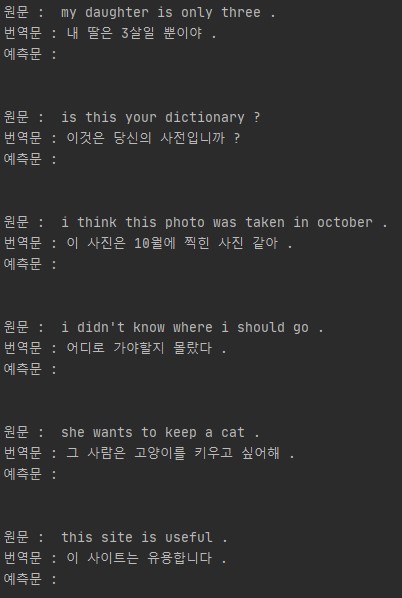 원문 :  my daughter is only three .
번역문 : 내 딸은 3살일 뿐이야 .
예측문 :
원문 :  is this your dictionary ?
번역문 : 이것은 당신의 사전입니까 ?
예측문 :
원문 :  i think this photo was taken in october .
번역문 : 이 사진은 10월에 찍힌 사진 같아 .
예측문 :
원문 :  i didn't know where i should go .
번역문 : 어디로 가야할지 몰랐다 .
예측문 :
원문 :  she wants to keep a cat .
번역문 : 그 사람은 고양이를 키우고 싶어해 .
예측문 :
원문 :  this site is useful .
번역문 : 이 사이트는 유용합니다 .
예측문 :